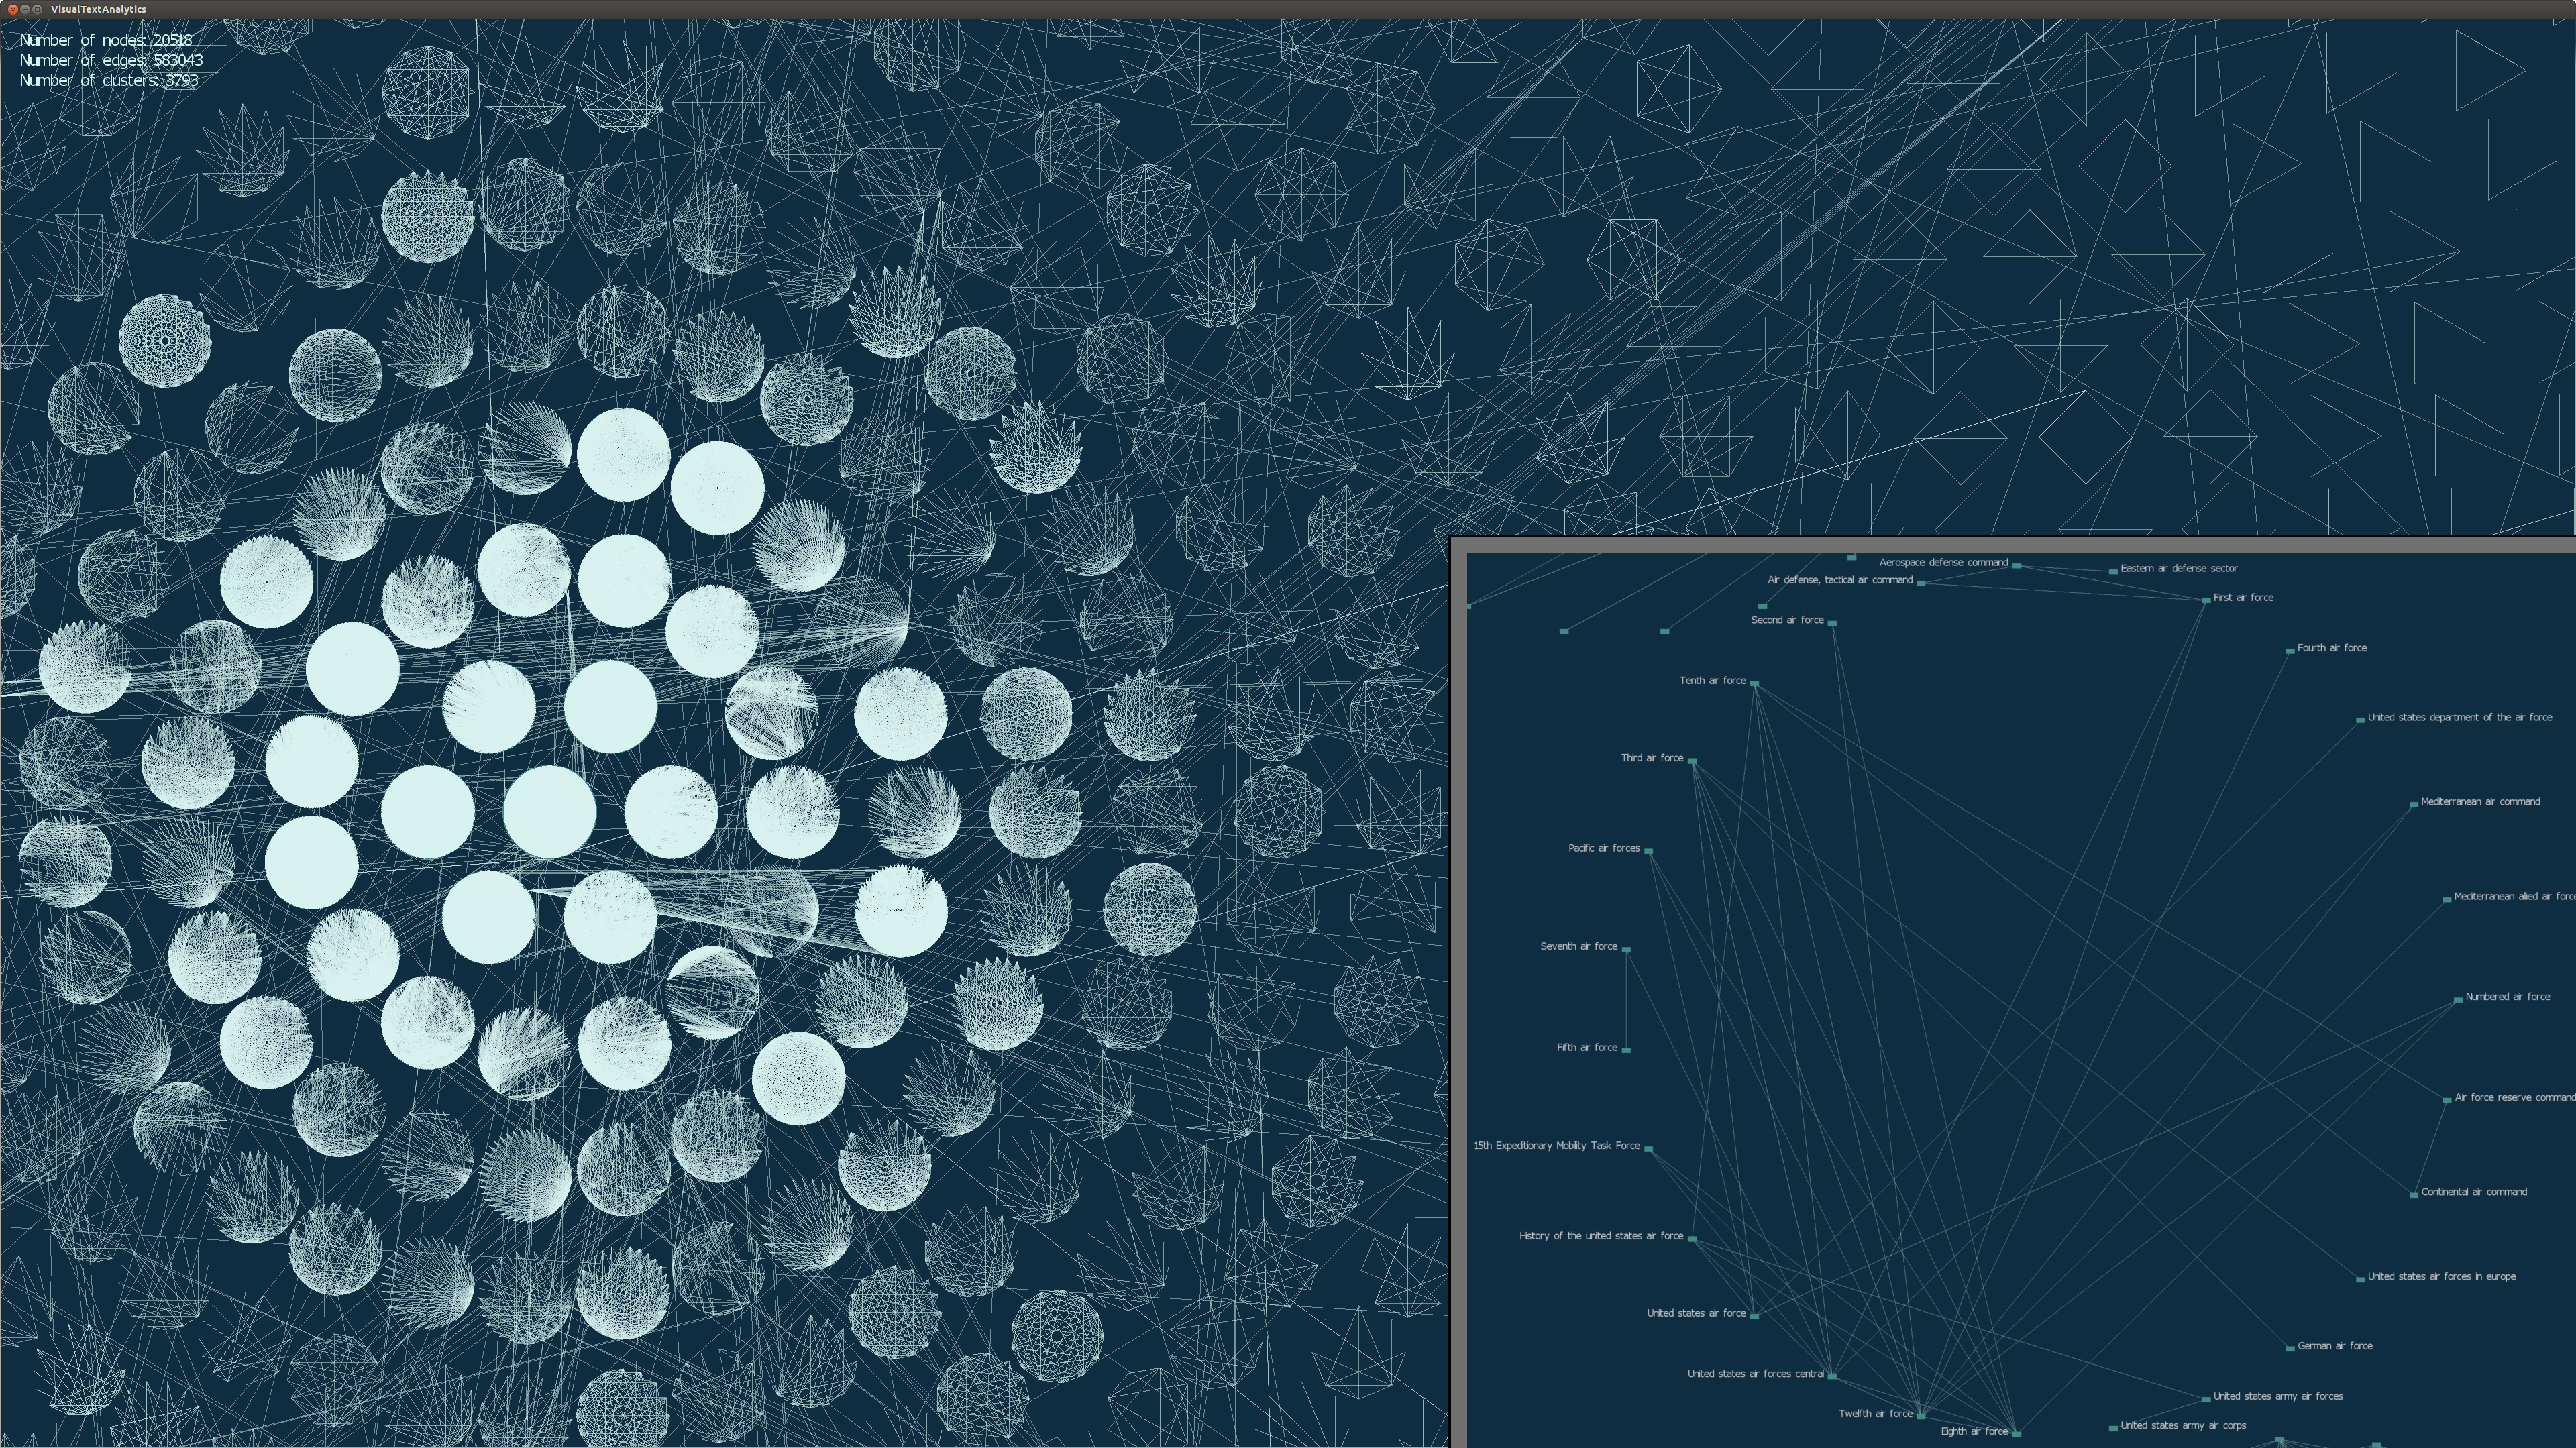 VisualTextAnalytics
Number of nodes: 20518
Number of edges: 583043
Number of clusters: 3793
Aerospace defense command
Eastern air defense sector
Air defense, tactical air command
First air force
Second air force
Fourth air force
Tenth air force
United states department of the air force
Third air force
Mediterranean air command
Pacific air forces
Mediterranean allied air force
Seventh air force
Numbered air force
Fifth air force
Air force reserve command
15th Expeditionary Mobility Task Force
Continental air command
History of the united states air force
United states air forces in europe
United states air force
German air force
United states air forces central
United states army air forces
Twelfth air force
United states army air corps
Eighth air force